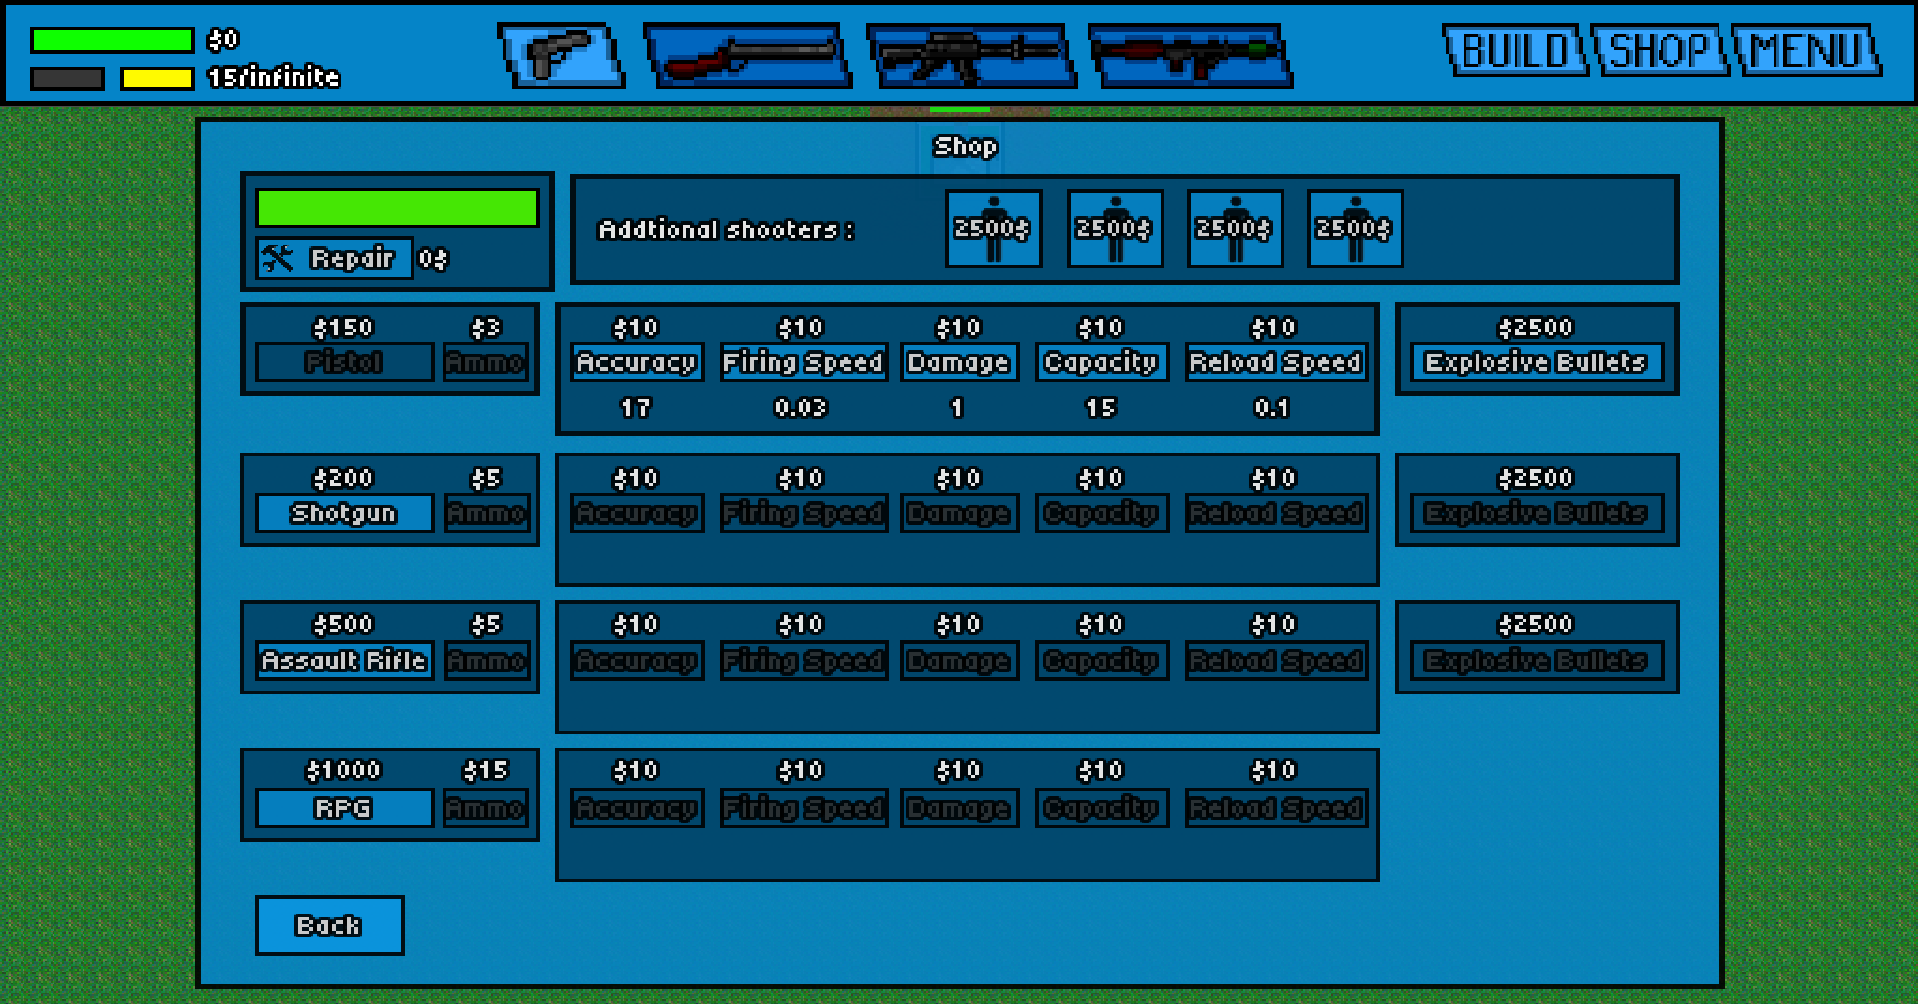 $0
15/infinite
BUILD SHOP MENU
Shop
Addtional shooters : 2500$ 2500$ 2500$ 2500$
Repair 0$
$150 $3 $10 $10 $10 $10 $10 $2500
Pistol Ammo Accuracy Firing Speed Damage Capacity Reload Speed Explosive Bullets
17 0.03 1 15 0.1
$200 $5 $10 $10 $10 $10 $10 $2500
Shotgun Ammo Accuracy Firing Speed Damage Capacity Reload Speed Explosive Bullets
$500 $5 $10 $10 $10 $10 $10 $2500
Assault Rifle Ammo Accuracy Firing Speed Damage Capacity Reload Speed Explosive Bullets
$1000 $15 $10 $10 $10 $10 $10
RPG Ammo Accuracy Firing Speed Damage Capacity Reload Speed
Back